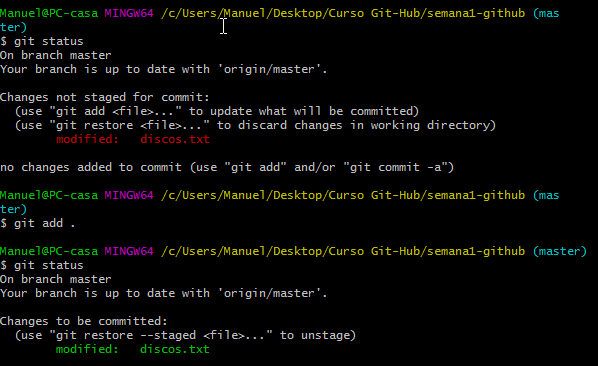 Manuel@PC-casa MINGW64 /c/Users/Manuel/Desktop/Curso Git-Hub/semana1-github (mas
ter)
$ git status
On branch master
Your branch is up to date with 'origin/master'.

Changes not staged for commit:
  (use "git add <file>..." to update what will be committed)
  (use "git restore <file>..." to discard changes in working directory)
        modified:   discos.txt

no changes added to commit (use "git add" and/or "git commit -a")

Manuel@PC-casa MINGW64 /c/Users/Manuel/Desktop/Curso Git-Hub/semana1-github (mas
ter)
$ git add .

Manuel@PC-casa MINGW64 /c/Users/Manuel/Desktop/Curso Git-Hub/semana1-github (master)
$ git status
On branch master
Your branch is up to date with 'origin/master'.

Changes to be committed:
  (use "git restore --staged <file>..." to unstage)
        modified:   discos.txt